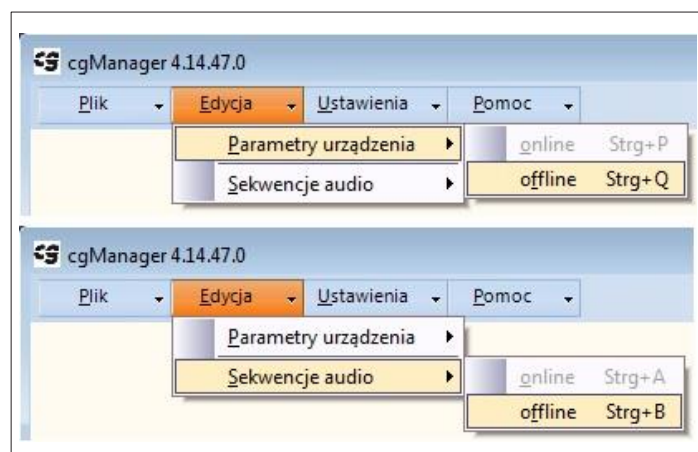 cgManager 4.14.47.0
Plik Edycja Ustawienia Pomoc
Parametry urządzenia online Strg+P
Sekwencje audio offline Strg+Q
cgManager 4.14.47.0
Plik Edycja Ustawienia Pomoc
Parametry urządzenia
Sekwencje audio online Strg+A
offline Strg+B